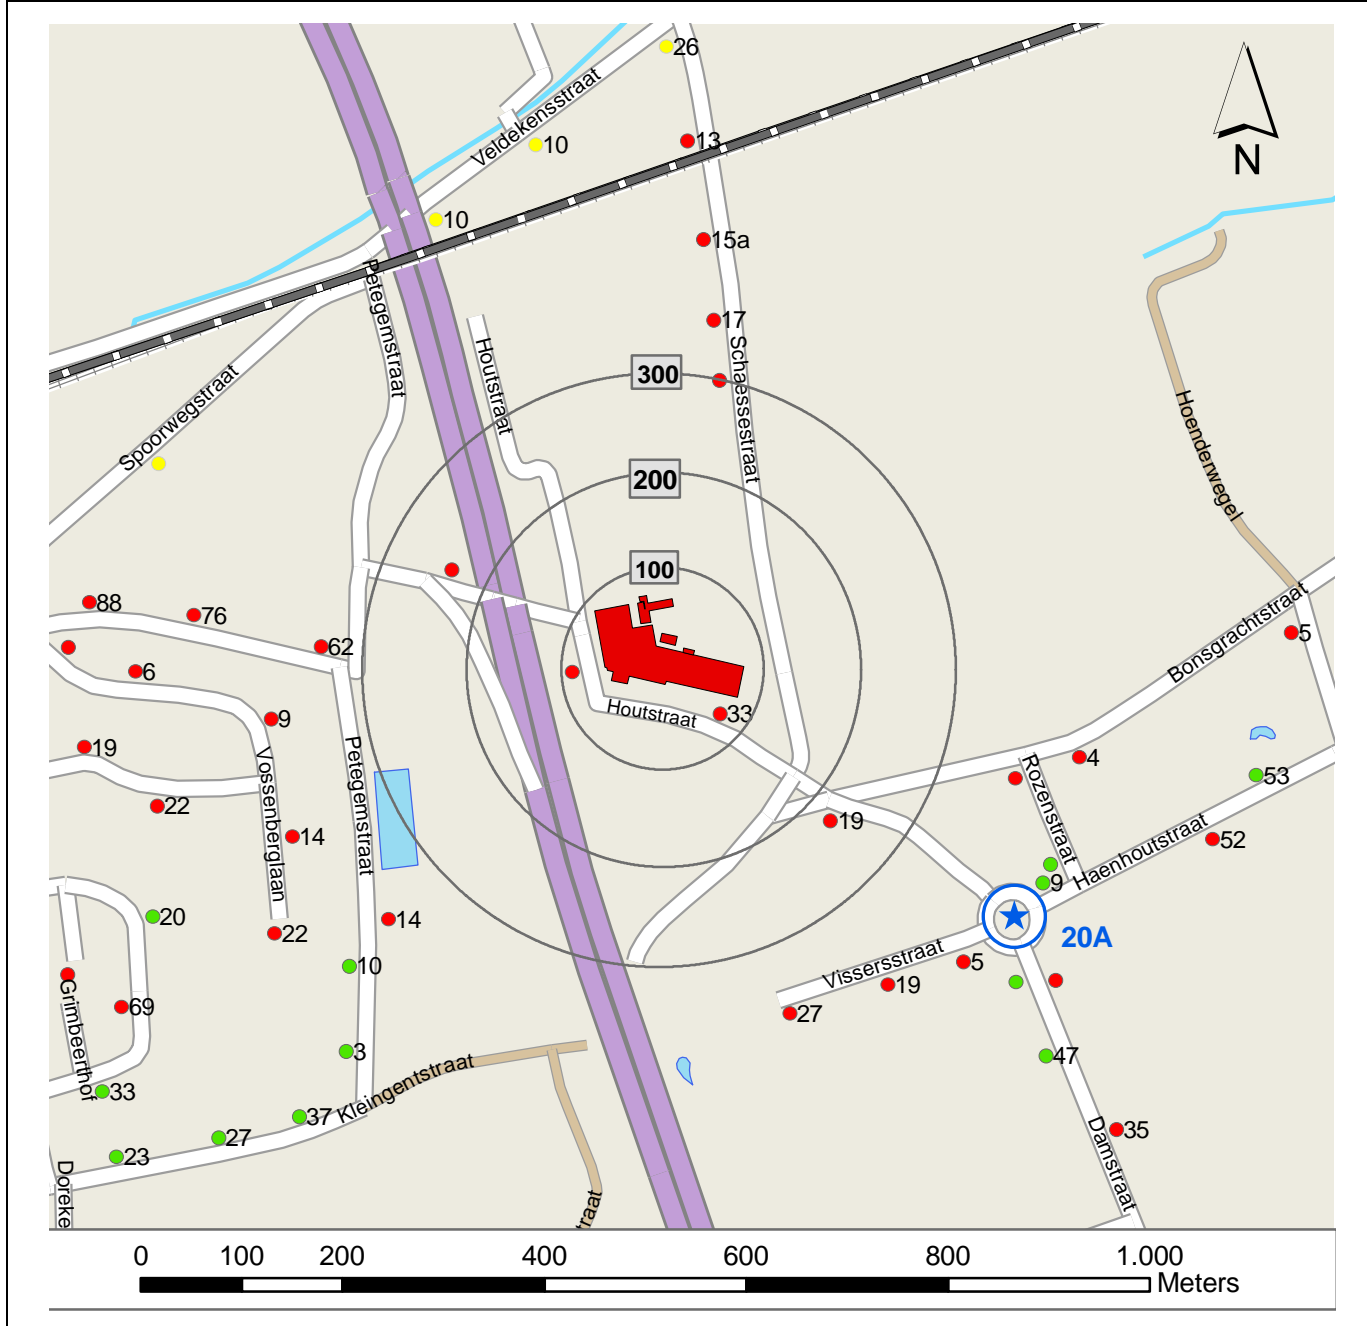 26
Veldekensstraat
10
13
N
10
15a
Petegemstraat
17
Houtstraat
Schaessestraat
300
Spoorwegstraat
Hoenderwegel
200
100
88
76
62
6
5
Bonsgrachtstraat
9
33
Houtstraat
19
Vossenberglaan
Petegemstraat
4
Rozenstraat
53
22
14
19
52
Haenhoutstraat
9
20
14
22
20A
10
Vissersstraat
5
19
27
Grimbeerthof
69
3
47
Kleingentstraat
33
37
27
35
Damstraat
23
Doreke
traat
0 100 200 400 600 800 1.000
Meters